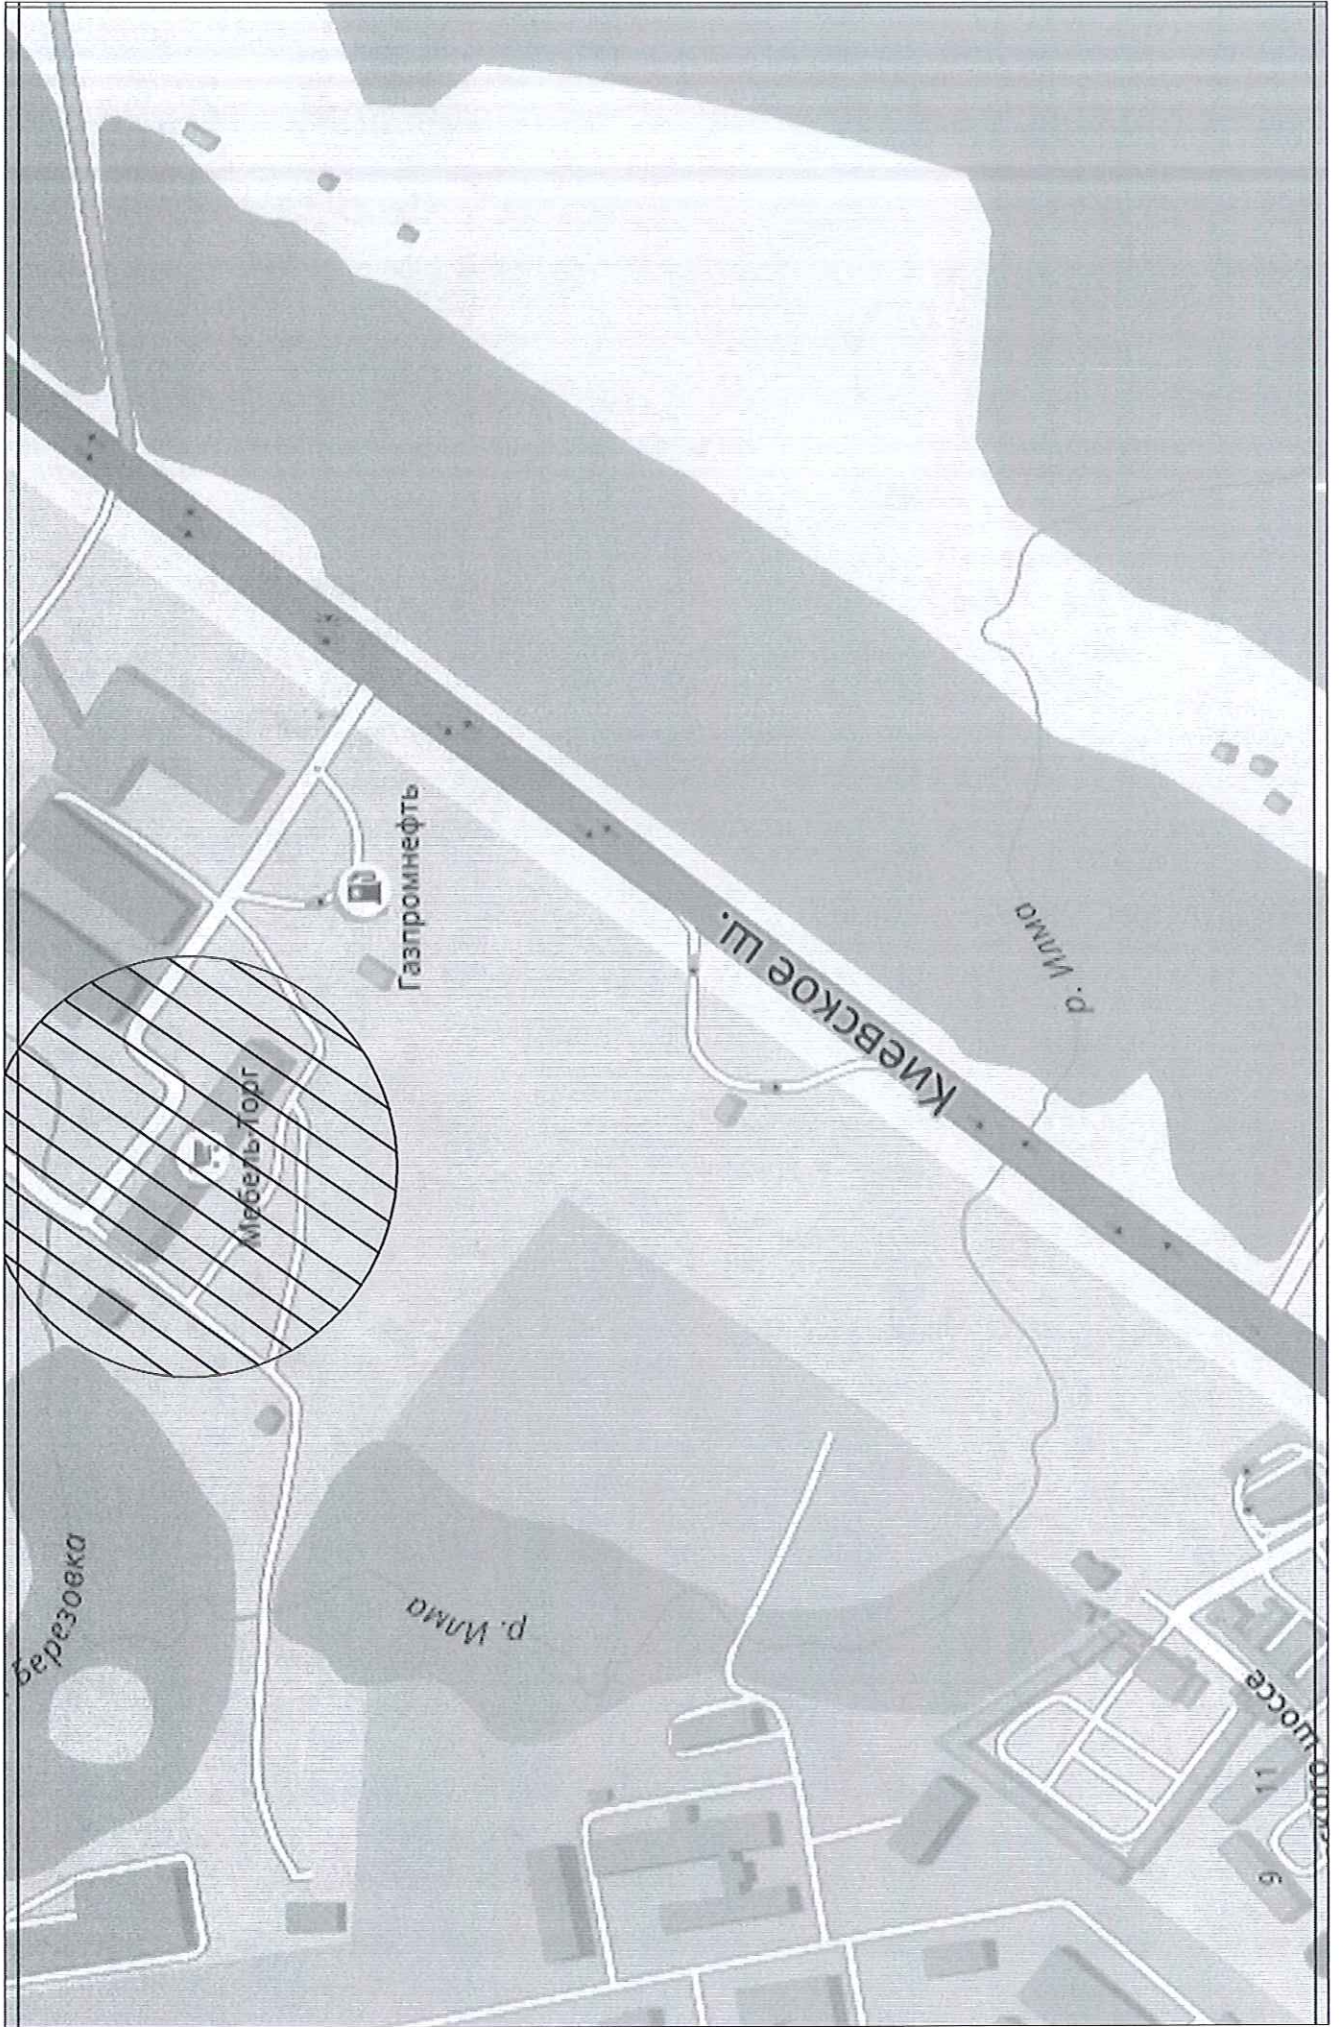 Газпромнефть
Киевское Ш.
р. Илма
Мебель-Торг
Березовка
р. Илма
шоссе
11
9